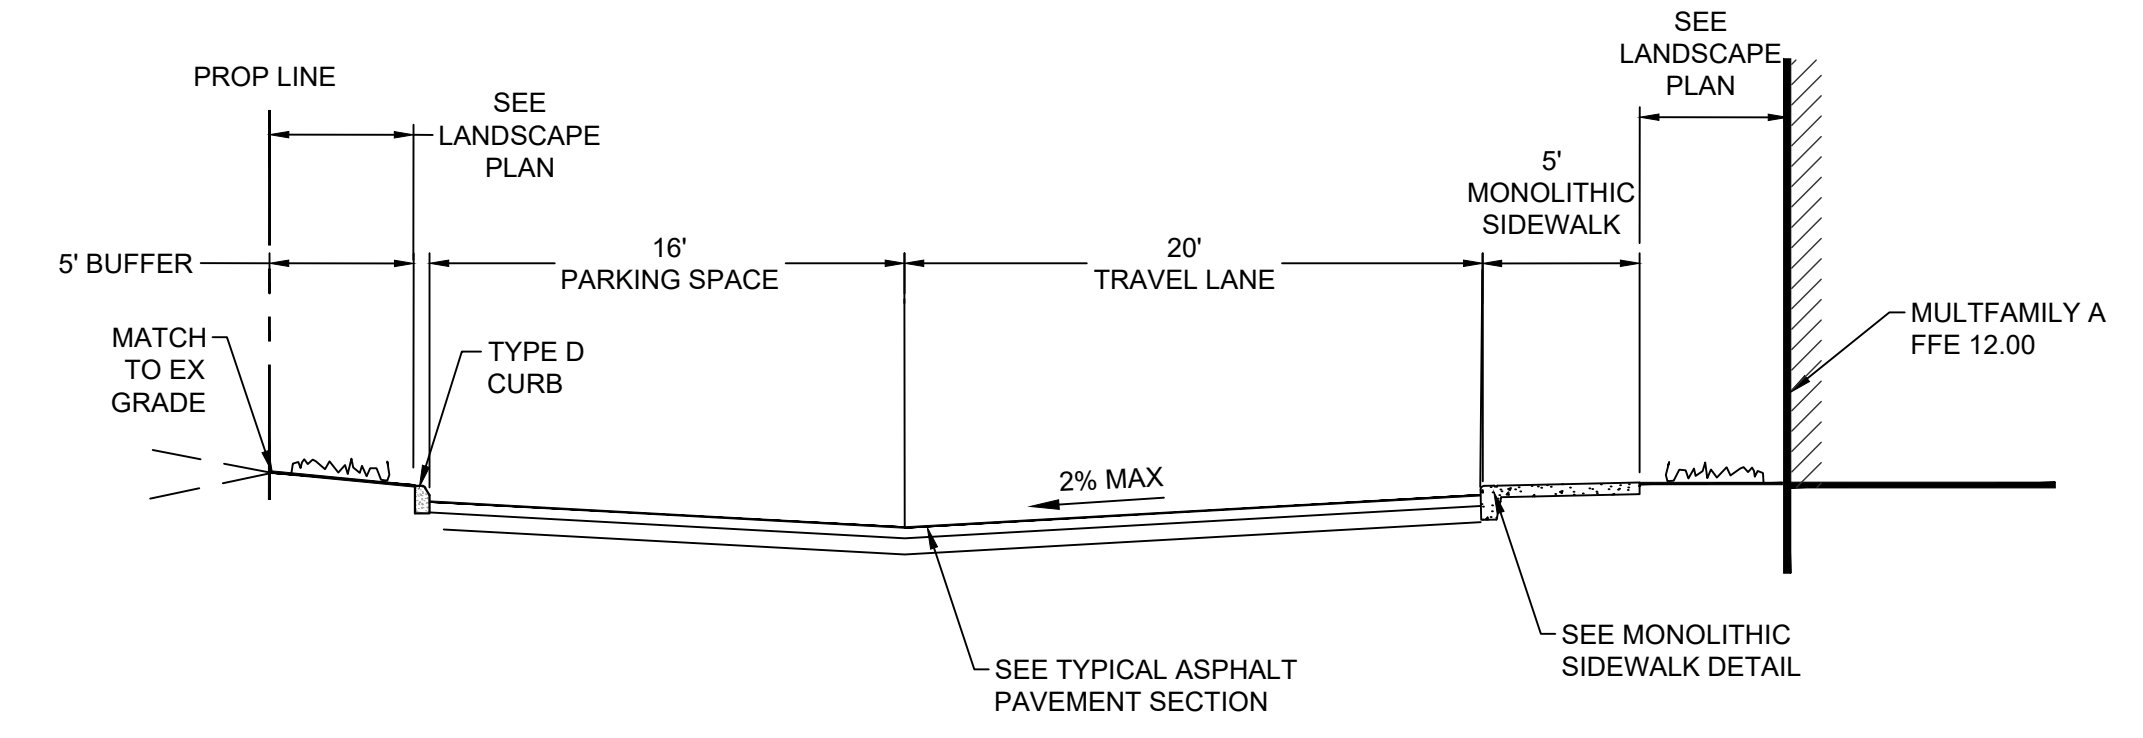 SEE
LANDSCAPE
PLAN
PROP LINE
SEE
LANDSCAPE
PLAN
5'
MONOLITHIC
SIDEWALK
5' BUFFER
16'
PARKING SPACE
20'
TRAVEL LANE
MULTFAMILY A
FFE 12.00
MATCH
TO EX
GRADE
TYPE D
CURB
2% MAX
SEE MONOLITHIC
SIDEWALK DETAIL
SEE TYPICAL ASPHALT
PAVEMENT SECTION